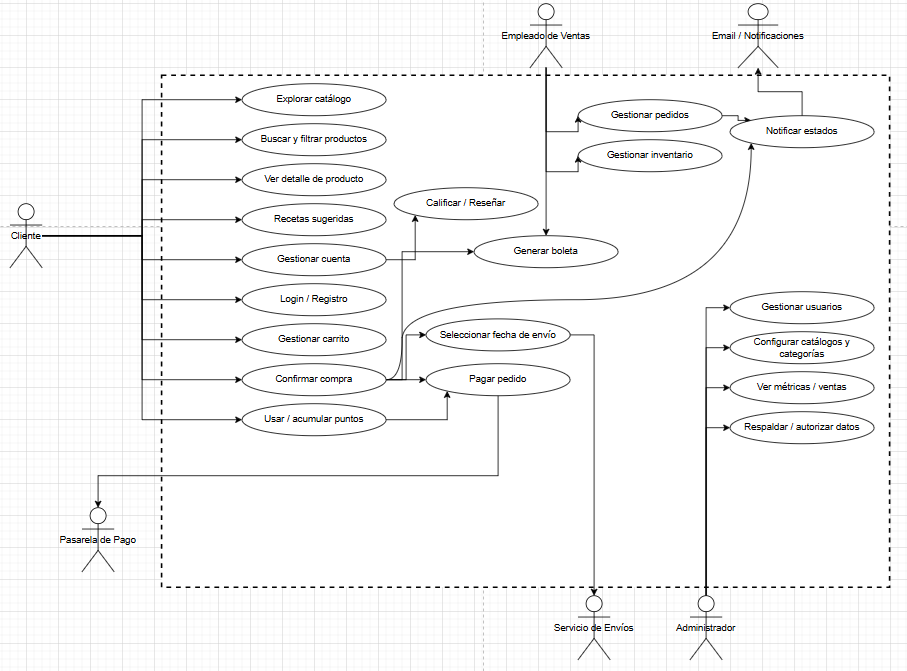 Empleado de Ventas
Email / Notificaciones
Explorar catálogo
Gestionar pedidos
Notificar estados
Buscar y filtrar productos
Gestionar inventario
Ver detalle de producto
Calificar / Reseñar
Recetas sugeridas
Cliente
Generar boleta
Gestionar cuenta
Login / Registro
Gestionar usuarios
Gestionar carrito
Seleccionar fecha de envío
Configurar catálogos y
categorías
Confirmar compra
Pagar pedido
Ver métricas / ventas
Usar / acumular puntos
Respaldar / autorizar datos
Pasarela de Pago
Servicio de Envíos
Administrador